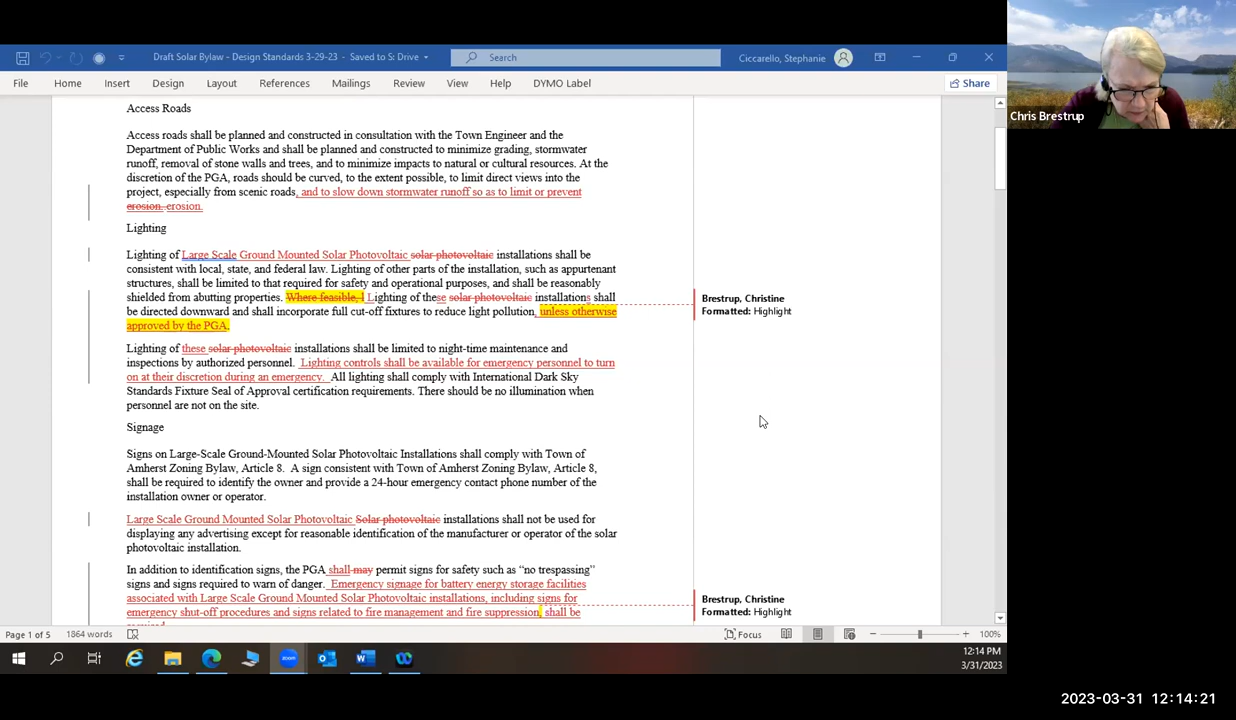 Draft Solar Bylaw - Design Standards 3-29-23 - Saved to S: Drive
Search
Ciccarello, Stephanie
File Home Insert Design Layout References Mailings Review View Help DYMO Label Share
Chris Brestrup
Access Roads
Access roads shall be planned and constructed in consultation with the Town Engineer and the
Department of Public Works and shall be planned and constructed to minimize grading, stormwater
runoff, removal of stone walls and trees, and to minimize impacts to natural or cultural resources. At the
discretion of the PGA, roads should be curved, to the extent possible, to limit direct views into the
project, especially from scenic roads, and to slow down stormwater runoff so as to limit or prevent
erosion. erosion.
Lighting
Lighting of Large Scale Ground Mounted Solar Photovoltaic solar photovoltaic installations shall be
consistent with local, state, and federal law. Lighting of other parts of the installation, such as appurtenant
structures, shall be limited to that required for safety and operational purposes, and shall be reasonably
shielded from abutting properties. Where feasible, l Lighting of these solar photovoltaic installations shall
be directed downward and shall incorporate full cut-off fixtures to reduce light pollution, unless otherwise
approved by the PGA.
Brestrup, Christine
Formatted: Highlight
Lighting of these solar photovoltaic installations shall be limited to night-time maintenance and
inspections by authorized personnel. Lighting controls shall be available for emergency personnel to turn
on at their discretion during an emergency. All lighting shall comply with International Dark Sky
Standards Fixture Seal of Approval certification requirements. There should be no illumination when
personnel are not on the site.
Signage
Signs on Large-Scale Ground-Mounted Solar Photovoltaic Installations shall comply with Town of
Amherst Zoning Bylaw, Article 8. A sign consistent with Town of Amherst Zoning Bylaw, Article 8,
shall be required to identify the owner and provide a 24-hour emergency contact phone number of the
installation owner or operator.
Large Scale Ground Mounted Solar Photovoltaic Solar photovoltaic installations shall not be used for
displaying any advertising except for reasonable identification of the manufacturer or operator of the solar
photovoltaic installation.
In addition to identification signs, the PGA shall may permit signs for safety such as “no trespassing”
signs and signs required to warn of danger. Emergency signage for battery energy storage facilities
associated with Large Scale Ground Mounted Solar Photovoltaic installations, including signs for
emergency shut-off procedures and signs related to fire management and fire suppression, shall be
Brestrup, Christine
Formatted: Highlight
Page 1 of 5 1864 words Focus 100%
12:14 PM
3/31/2023
2023-03-31 12:14:21